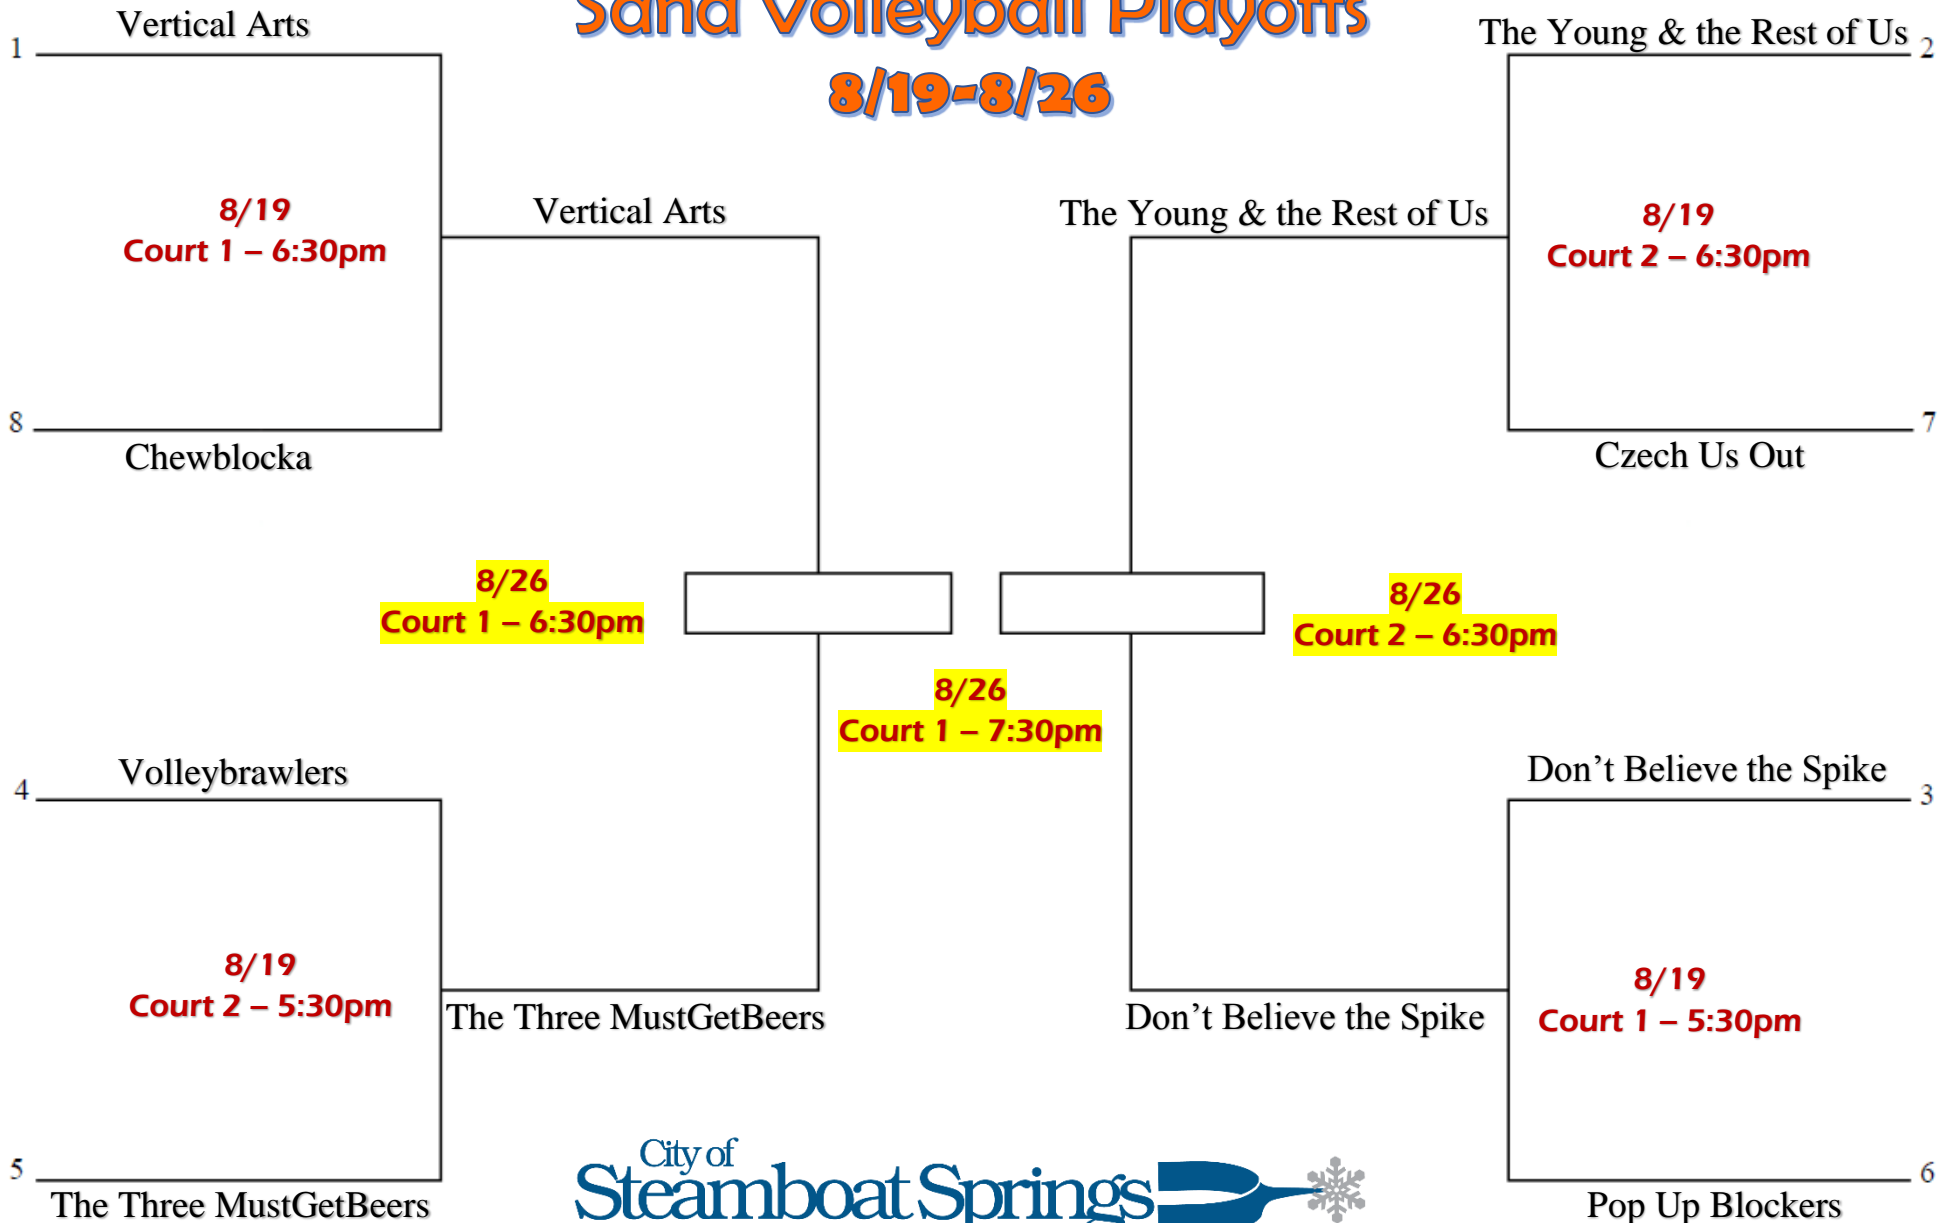 Sand Volleyball Playoffs
8/19-8/26
Vertical Arts
1
The Young & the Rest of Us
2
8/19
Court 1 – 6:30pm
Vertical Arts
The Young & the Rest of Us
8/19
Court 2 – 6:30pm
8
Chewblocka
7
Czech Us Out
8/26
Court 1 – 6:30pm
8/26
Court 2 – 6:30pm
8/26
Court 1 – 7:30pm
Volleybrawlers
4
Don’t Believe the Spike
3
8/19
Court 2 – 5:30pm
The Three MustGetBeers
Don’t Believe the Spike
8/19
Court 1 – 5:30pm
5
The Three MustGetBeers
6
Pop Up Blockers
City of
Steamboat Springs